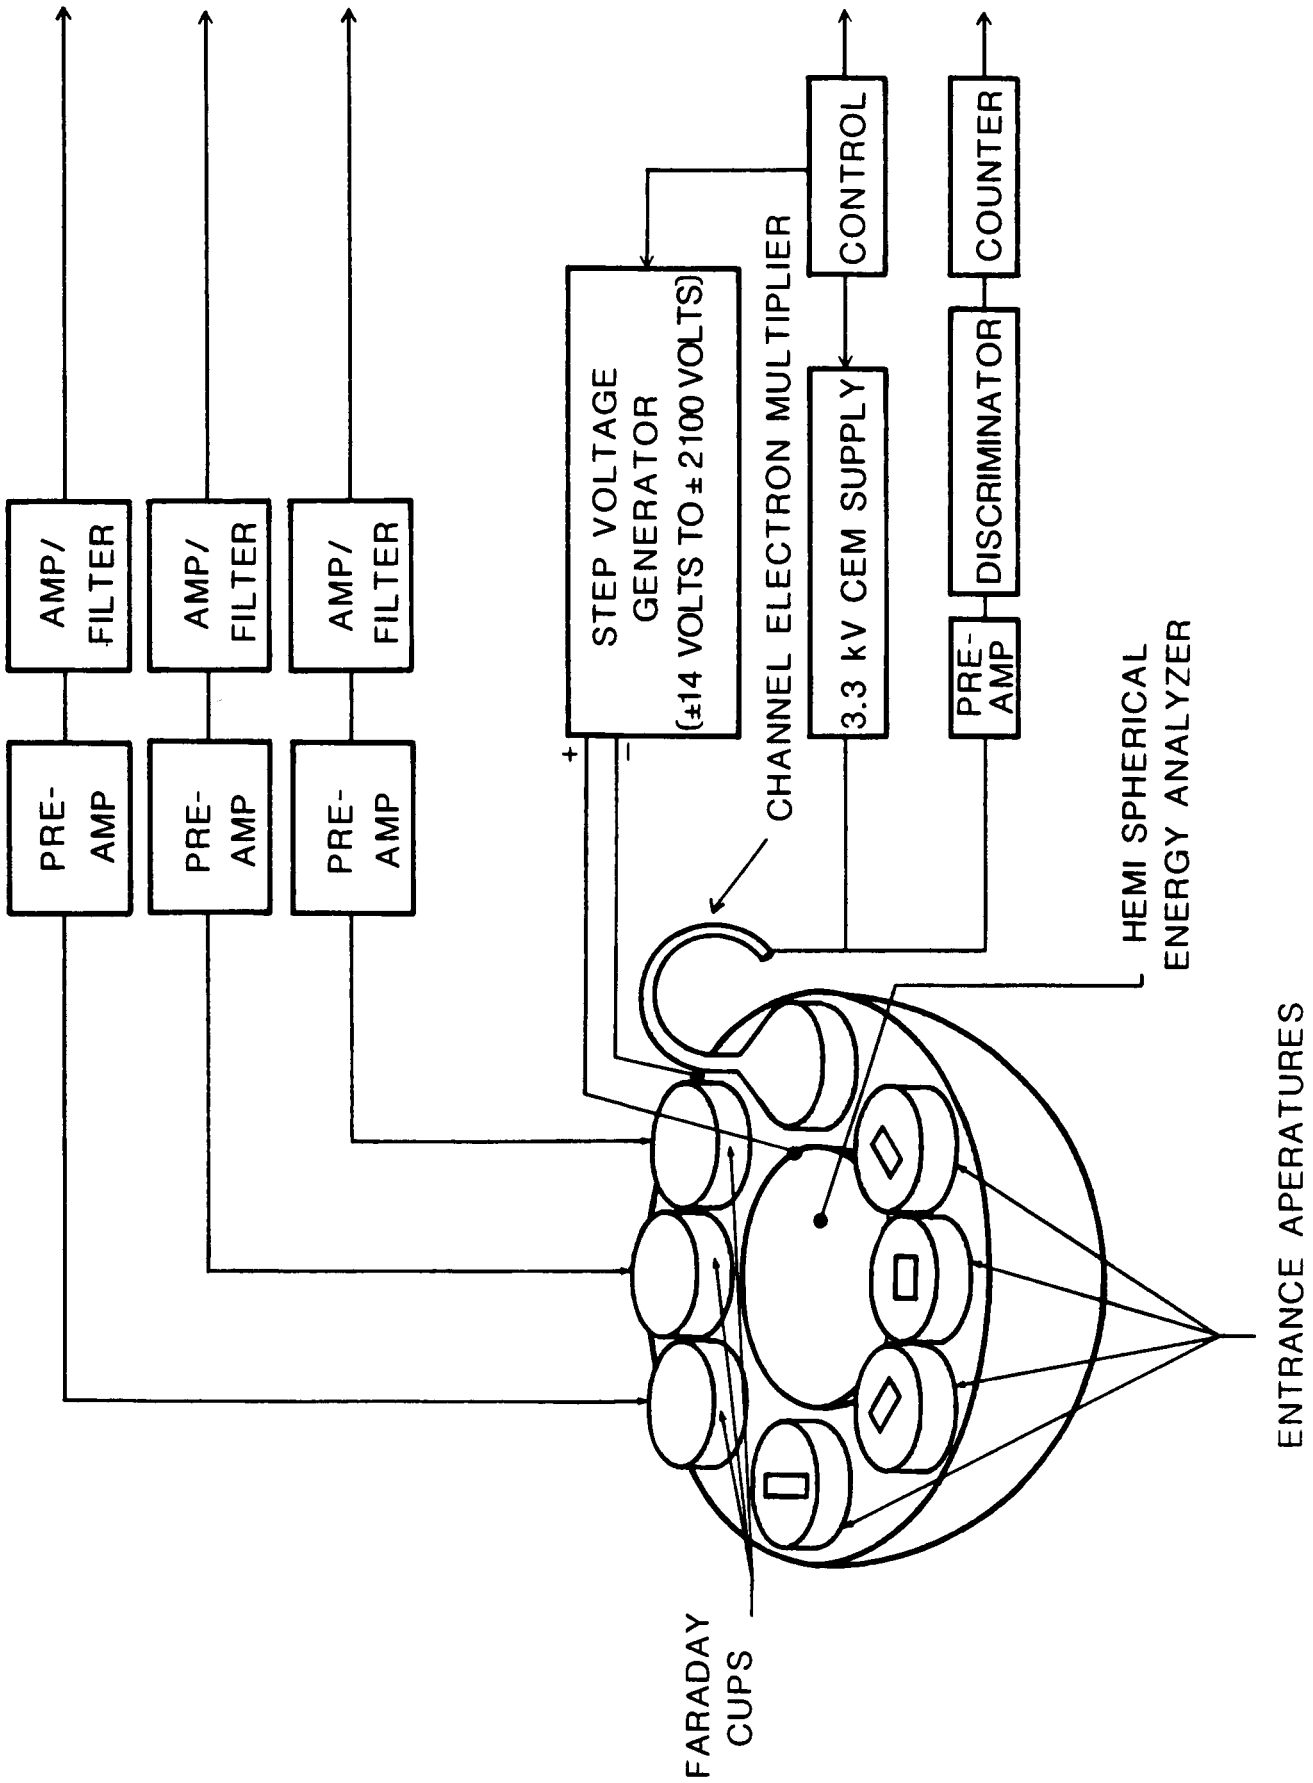 PRE-
AMP
AMP/
FILTER
PRE-
AMP
AMP/
FILTER
PRE-
AMP
AMP/
FILTER
+
−
STEP VOLTAGE
GENERATOR
(±14 VOLTS TO ± 2100 VOLTS)
CHANNEL ELECTRON MULTIPLIER
3.3 kV CEM SUPPLY
CONTROL
PRE-
AMP
DISCRIMINATOR
COUNTER
FARADAY
CUPS
HEMI SPHERICAL
ENERGY ANALYZER
ENTRANCE APERATURES